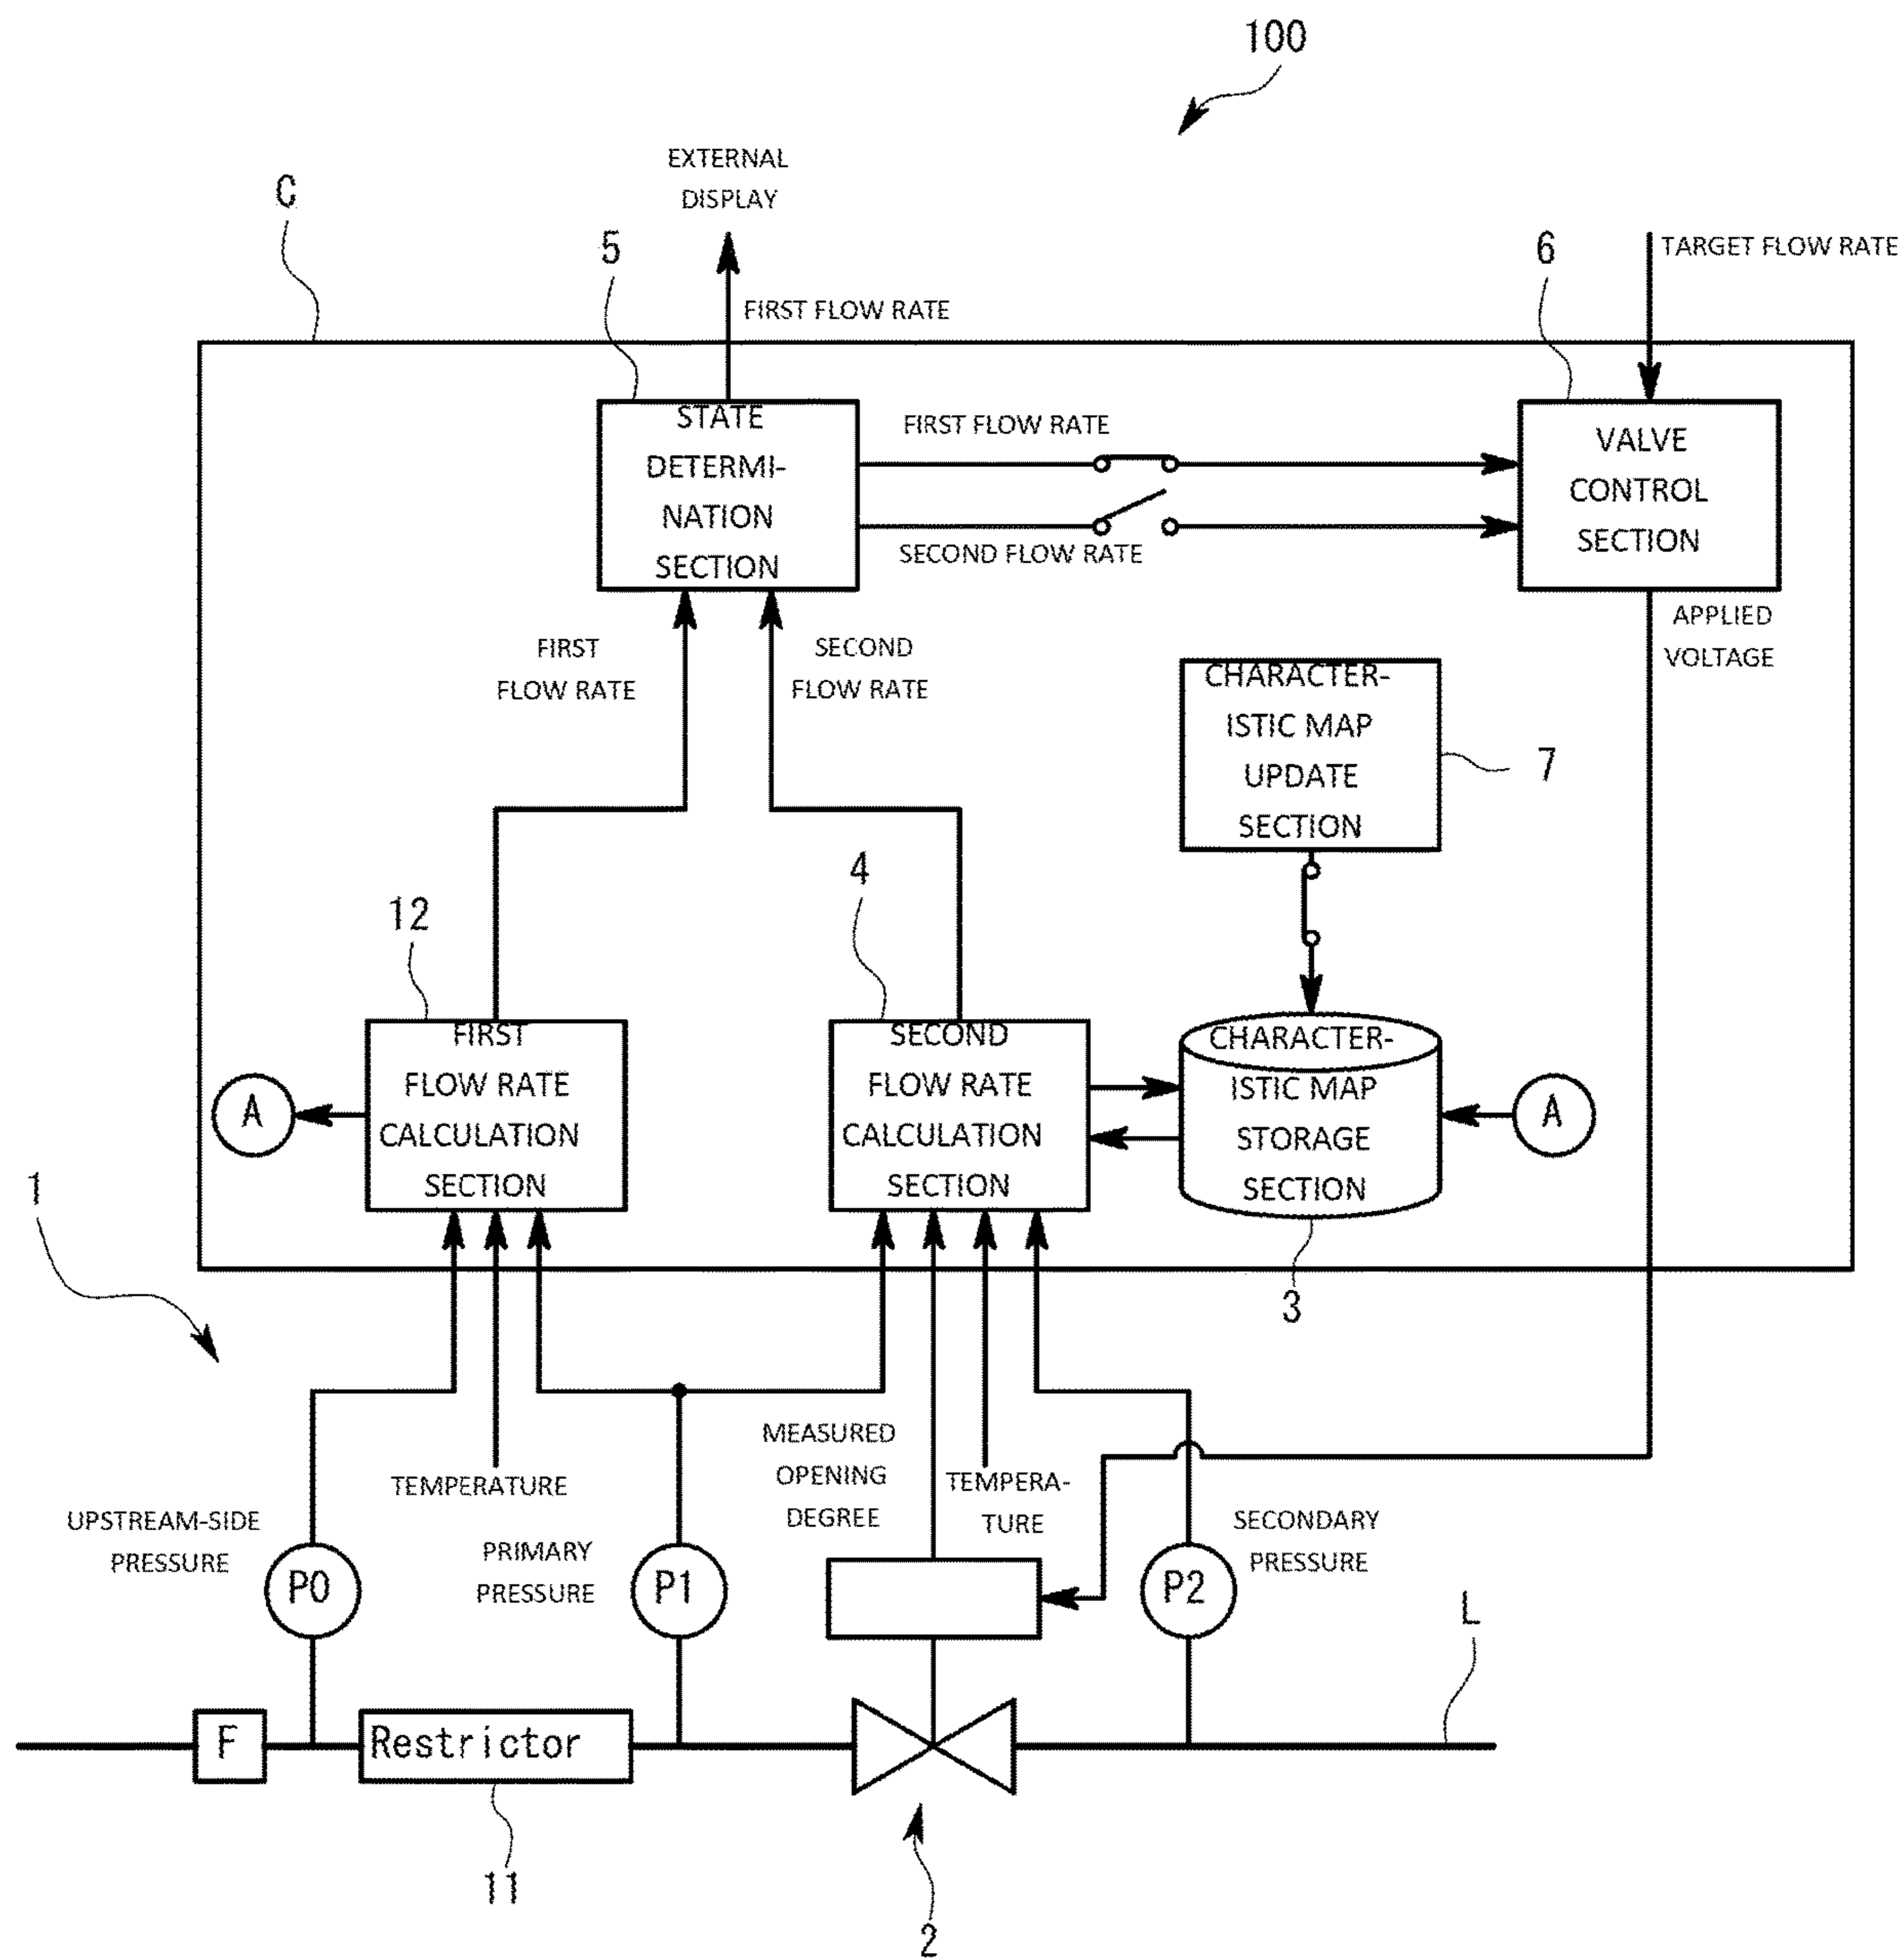 100
EXTERNAL
DISPLAY
C
5
6
TARGET FLOW RATE
FIRST FLOW RATE
STATE
DETERMI-
NATION
SECTION
FIRST FLOW RATE
SECOND FLOW RATE
VALVE
CONTROL
SECTION
FIRST
FLOW RATE
SECOND
FLOW RATE
APPLIED
VOLTAGE
CHARACTER-
ISTIC MAP
UPDATE
SECTION
7
12
4
FIRST
FLOW RATE
CALCULATION
SECTION
A
SECOND
FLOW RATE
CALCULATION
SECTION
CHARACTER-
ISTIC MAP
STORAGE
SECTION
A
1
3
TEMPERATURE
MEASURED
OPENING
DEGREE
TEMPERA-
TURE
UPSTREAM-SIDE
PRESSURE
PRIMARY
PRESSURE
SECONDARY
PRESSURE
P0
P1
P2
L
F
Restrictor
11
2